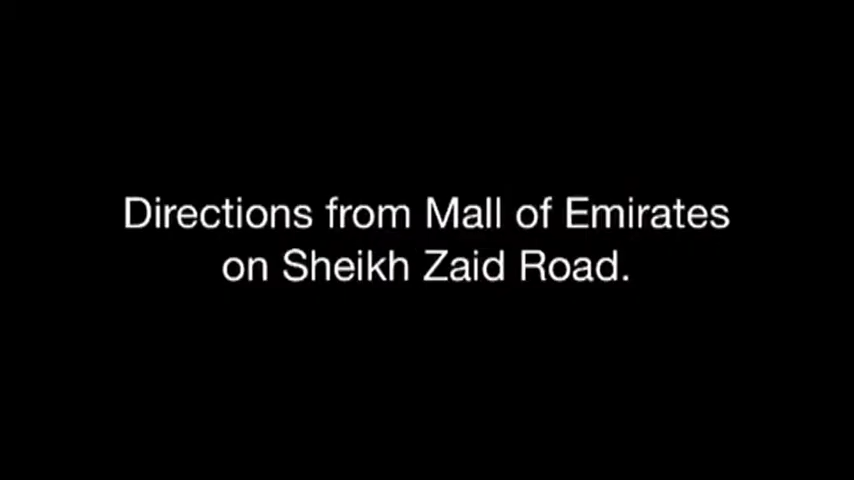 Directions from Mall of Emirates
on Sheikh Zaid Road.